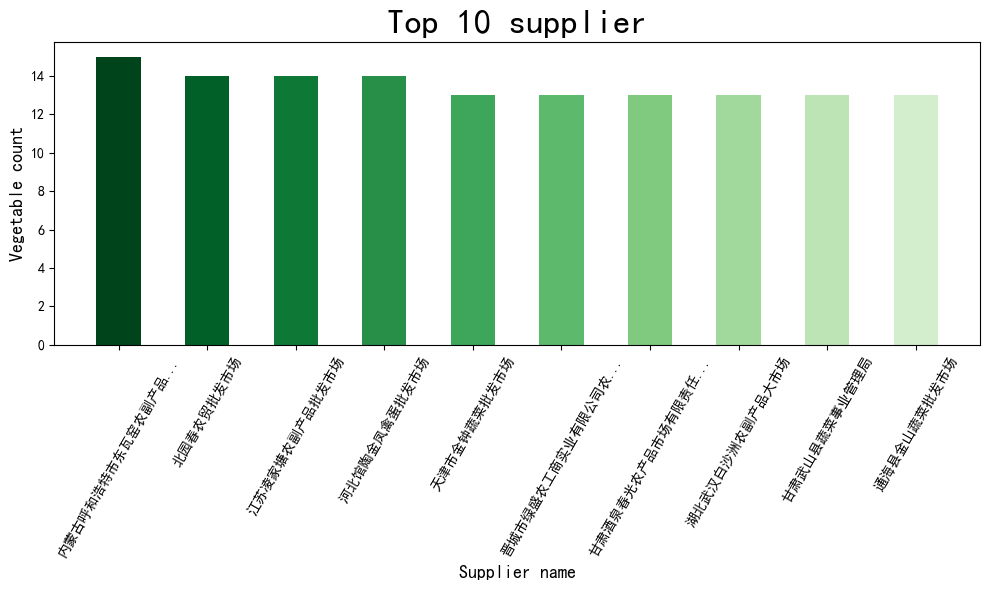 Top 10 supplier
Vegetable count
14
12
10
8
6
4
2
0
内蒙古呼和浩特市东瓦窑农副产品...
北园春农贸批发市场
江苏凌家塘农副产品批发市场
河北馆陶金凤禽蛋批发市场
天津市金钟蔬菜批发市场
晋城市绿盛农工商实业有限公司农...
甘肃酒泉春光农产品市场有限责任...
湖北武汉白沙洲农副产品大市场
甘肃武山县蔬菜事业管理局
通海县金山蔬菜批发市场
Supplier name